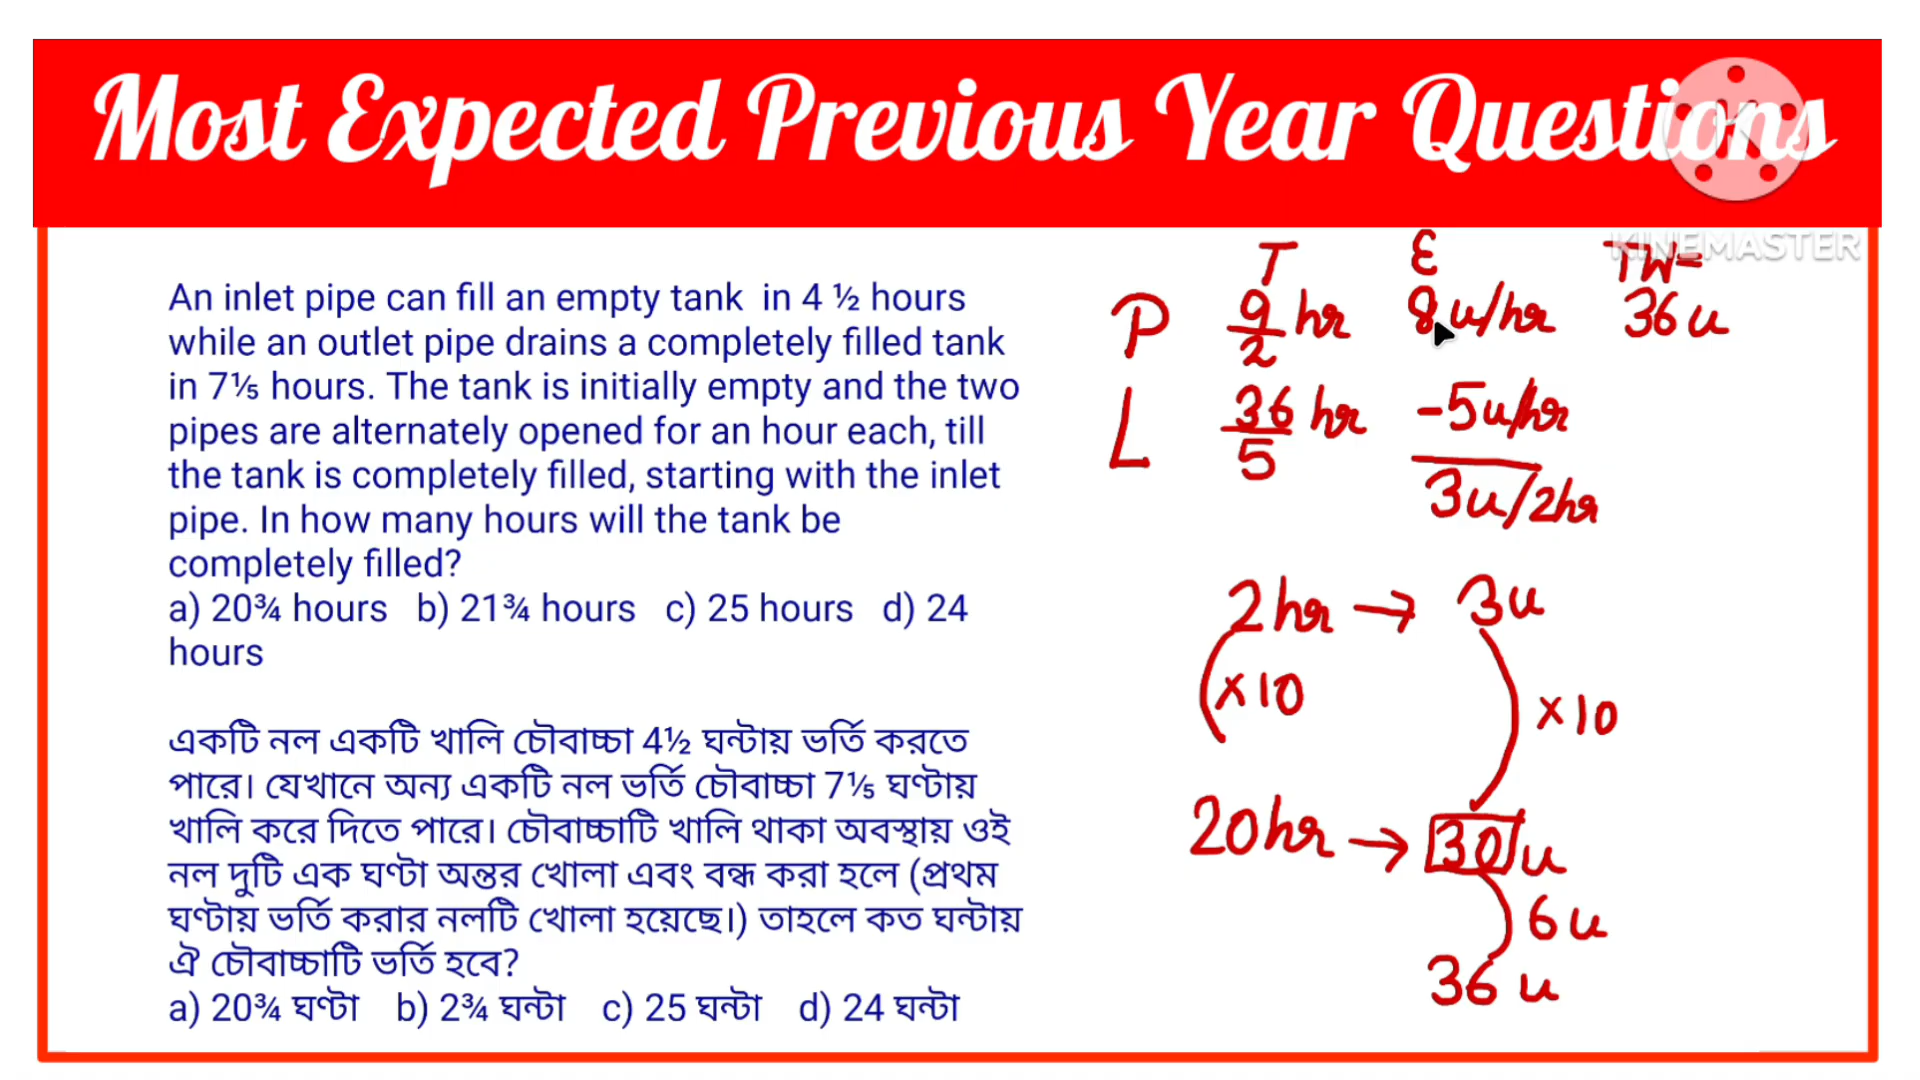 Most Expected Previous Year Questions
KINEMASTER
An inlet pipe can fill an empty tank in 4 ½ hours
while an outlet pipe drains a completely filled tank
in 7⅕ hours. The tank is initially empty and the two
pipes are alternately opened for an hour each, till
the tank is completely filled, starting with the inlet
pipe. In how many hours will the tank be
completely filled?
a) 20¾ hours b) 21¾ hours c) 25 hours d) 24
hours
একটি নল একটি খালি চৌবাচ্চা 4½ ঘন্টায় ভর্তি করতে
পারে। যেখানে অন্য একটি নল ভর্তি চৌবাচ্চা 7⅕ ঘণ্টায়
খালি করে দিতে পারে। চৌবাচ্চাটি খালি থাকা অবস্থায় ওই
নল দুটি এক ঘণ্টা অন্তর খোলা এবং বন্ধ করা হলে (প্রথম
ঘণ্টায় ভর্তি করার নলটি খোলা হয়েছে।) তাহলে কত ঘন্টায়
ঐ চৌবাচ্চাটি ভর্তি হবে?
a) 20¾ ঘণ্টা b) 2¾ ঘন্টা c) 25 ঘন্টা d) 24 ঘন্টা
T E TW=
P 9/2 hr 8u/hr 36u
L 36/5 hr -5u/hr
3u/2hr
2hr → 3u
×10 ×10
20hr → 30u
6u
36u